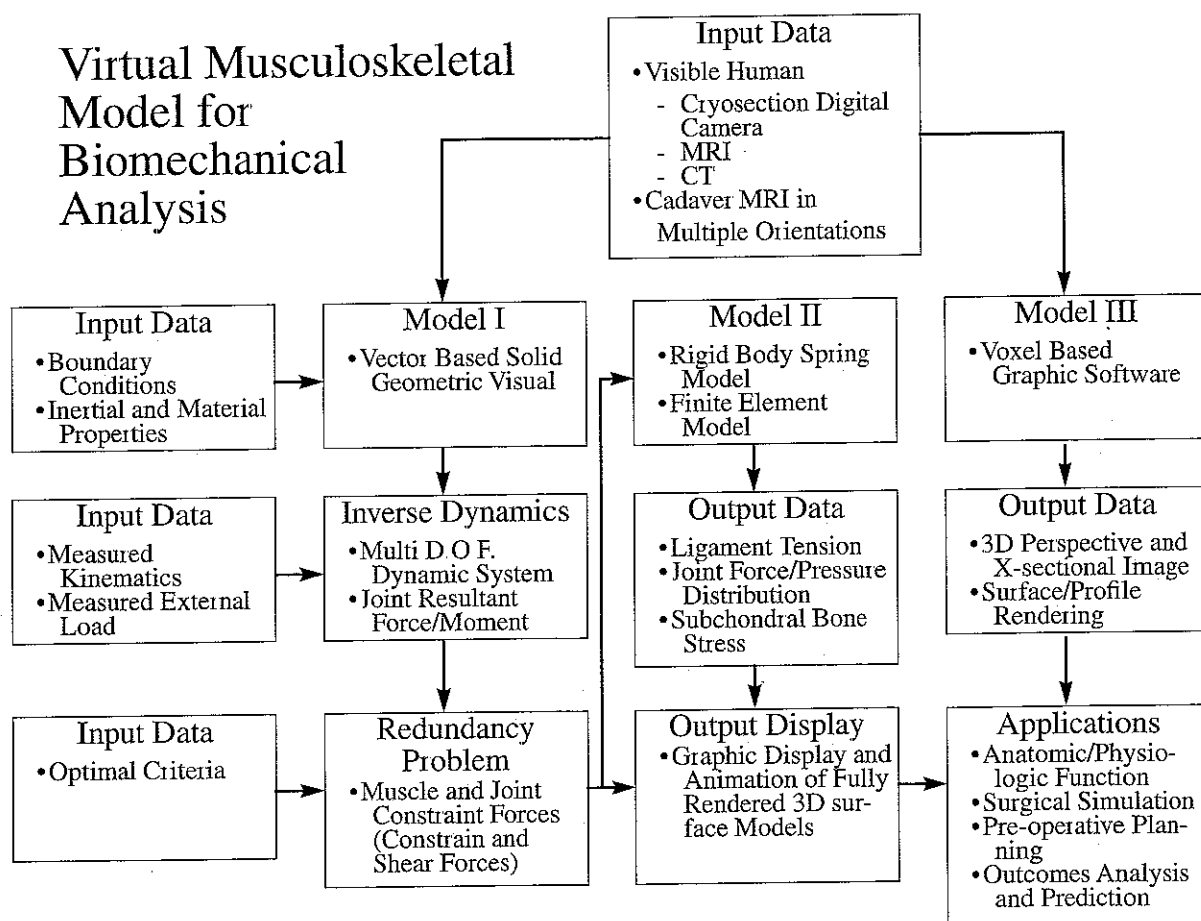 Virtual Musculoskeletal
Model for
Biomechanical
Analysis
Input Data
•Visible Human
- Cryosection Digital
Camera
- MRI
- CT
•Cadaver MRI in
Multiple Orientations
Input Data
•Boundary
Conditions
•Inertial and Material
Properties
Model I
•Vector Based Solid
Geometric Visual
Model II
•Rigid Body Spring
Model
•Finite Element
Model
Model III
•Voxel Based
Graphic Software
Input Data
•Measured
Kinematics
•Measured External
Load
Inverse Dynamics
•Multi D.O.F.
Dynamic System
•Joint Resultant
Force/Moment
Output Data
•Ligament Tension
•Joint Force/Pressure
Distribution
•Subchondral Bone
Stress
Output Data
•3D Perspective and
X-sectional Image
•Surface/Profile
Rendering
Input Data
•Optimal Criteria
Redundancy
Problem
•Muscle and Joint
Constraint Forces
(Constrain and
Shear Forces)
Output Display
•Graphic Display and
Animation of Fully
Rendered 3D sur-
face Models
Applications
•Anatomic/Physio-
logic Function
•Surgical Simulation
•Pre-operative Plan-
ning
•Outcomes Analysis
and Prediction